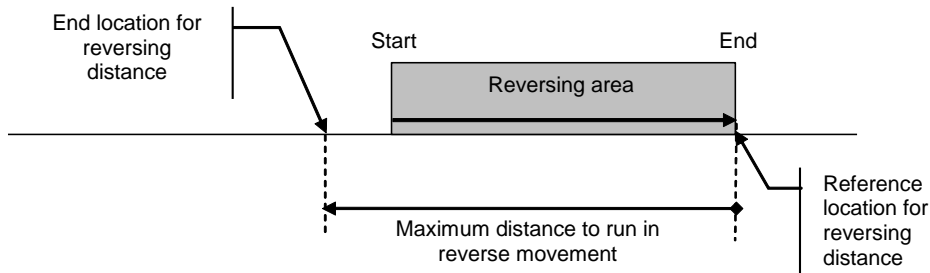 End location for
reversing
distance
Start
End
Reversing area
Maximum distance to run in
reverse movement
Reference
location for
reversing
distance